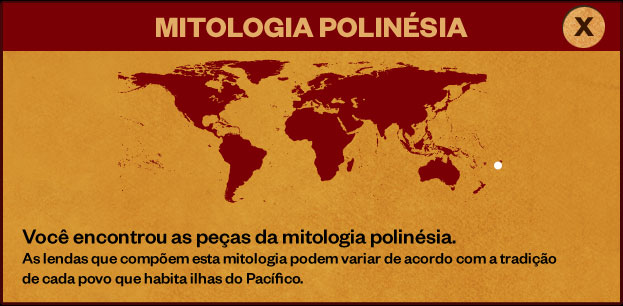 MITOLOGIA POLINÉSIA
X
Você encontrou as peças da mitologia polinésia.
As lendas que compõem esta mitologia podem variar de acordo com a tradição
de cada povo que habita ilhas do Pacífico.